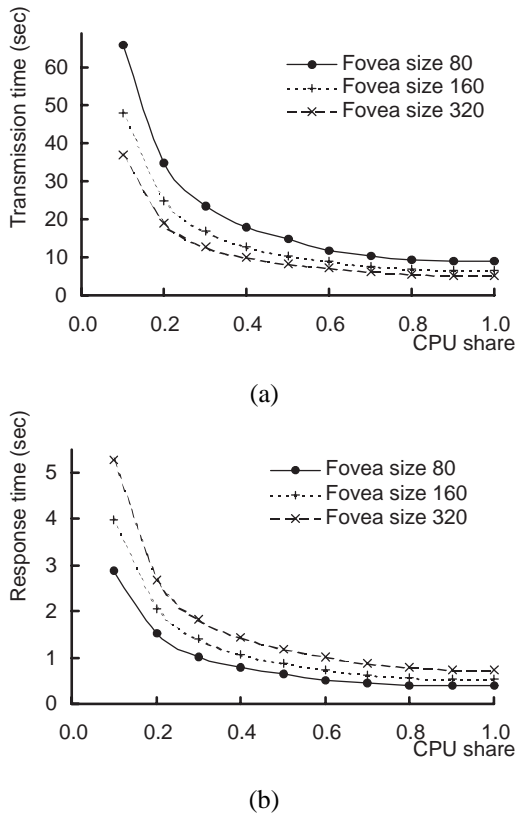 Transmission time (sec)
60
50
40
30
20
10
0
Fovea size 80
Fovea size 160
Fovea size 320
0.0 0.2 0.4 0.6 0.8 1.0
CPU share
(a)
Response time (sec)
5
4
3
2
1
0
Fovea size 80
Fovea size 160
Fovea size 320
0.0 0.2 0.4 0.6 0.8 1.0
CPU share
(b)